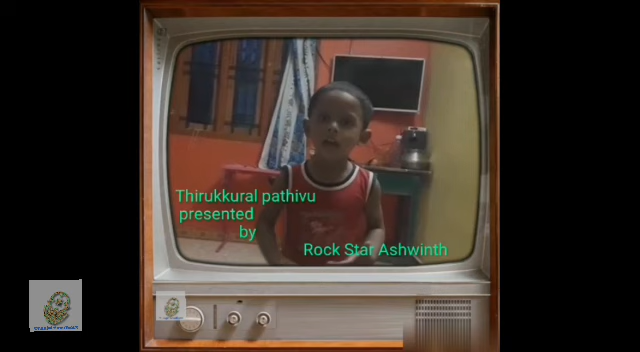 Thirukkural pathivu
presented
by
Rock Star Ashwinth